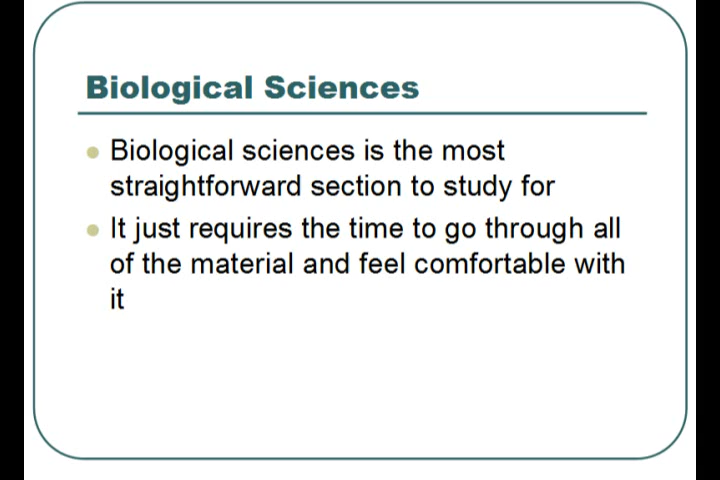 Biological Sciences
Biological sciences is the most
straightforward section to study for
It just requires the time to go through all
of the material and feel comfortable with
it